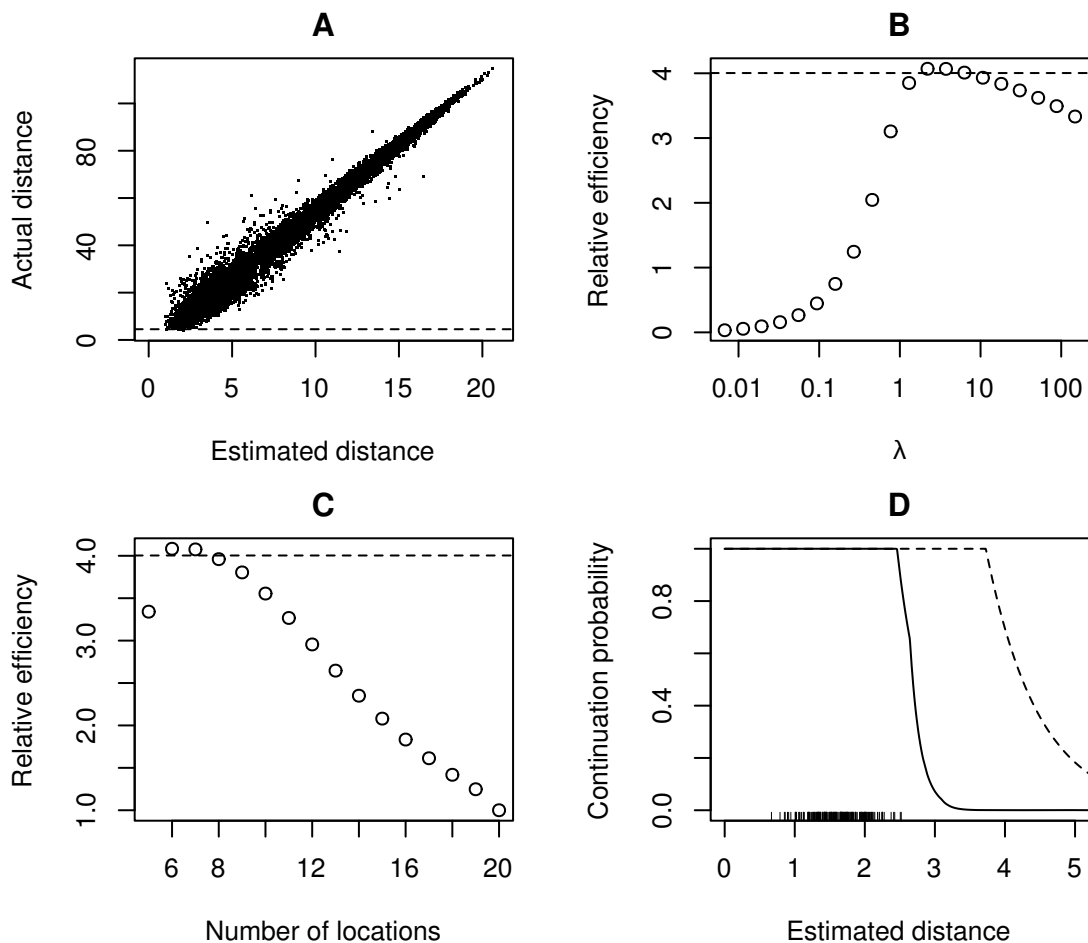 A
Actual distance
0 40 80
0 5 10 15 20
Estimated distance
B
Relative efficiency
0 1 2 3 4
0.01 0.1 1 10 100
λ
C
Relative efficiency
1.0 2.0 3.0 4.0
6 8 12 16 20
Number of locations
D
Continuation probability
0.0 0.4 0.8
0 1 2 3 4 5
Estimated distance